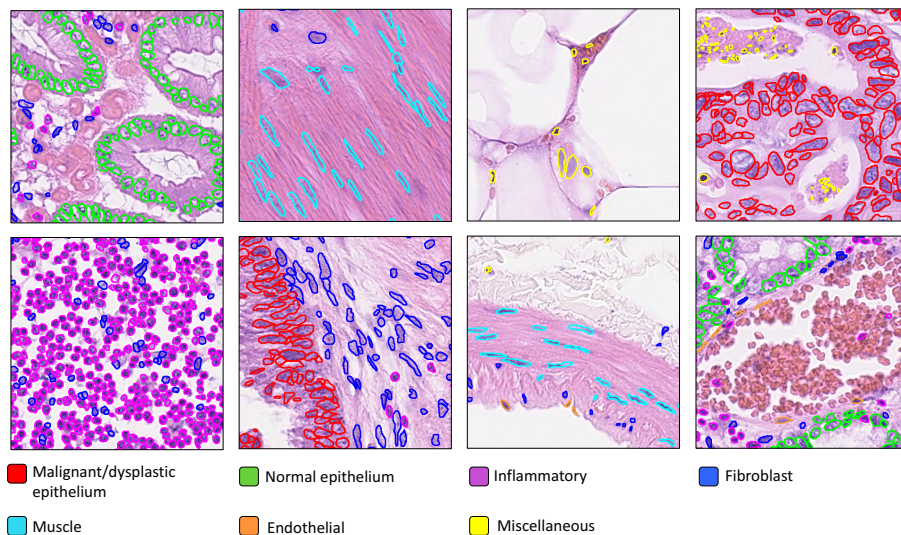 Malignant/dysplastic
epithelium
Normal epithelium
Inflammatory
Fibroblast
Muscle
Endothelial
Miscellaneous